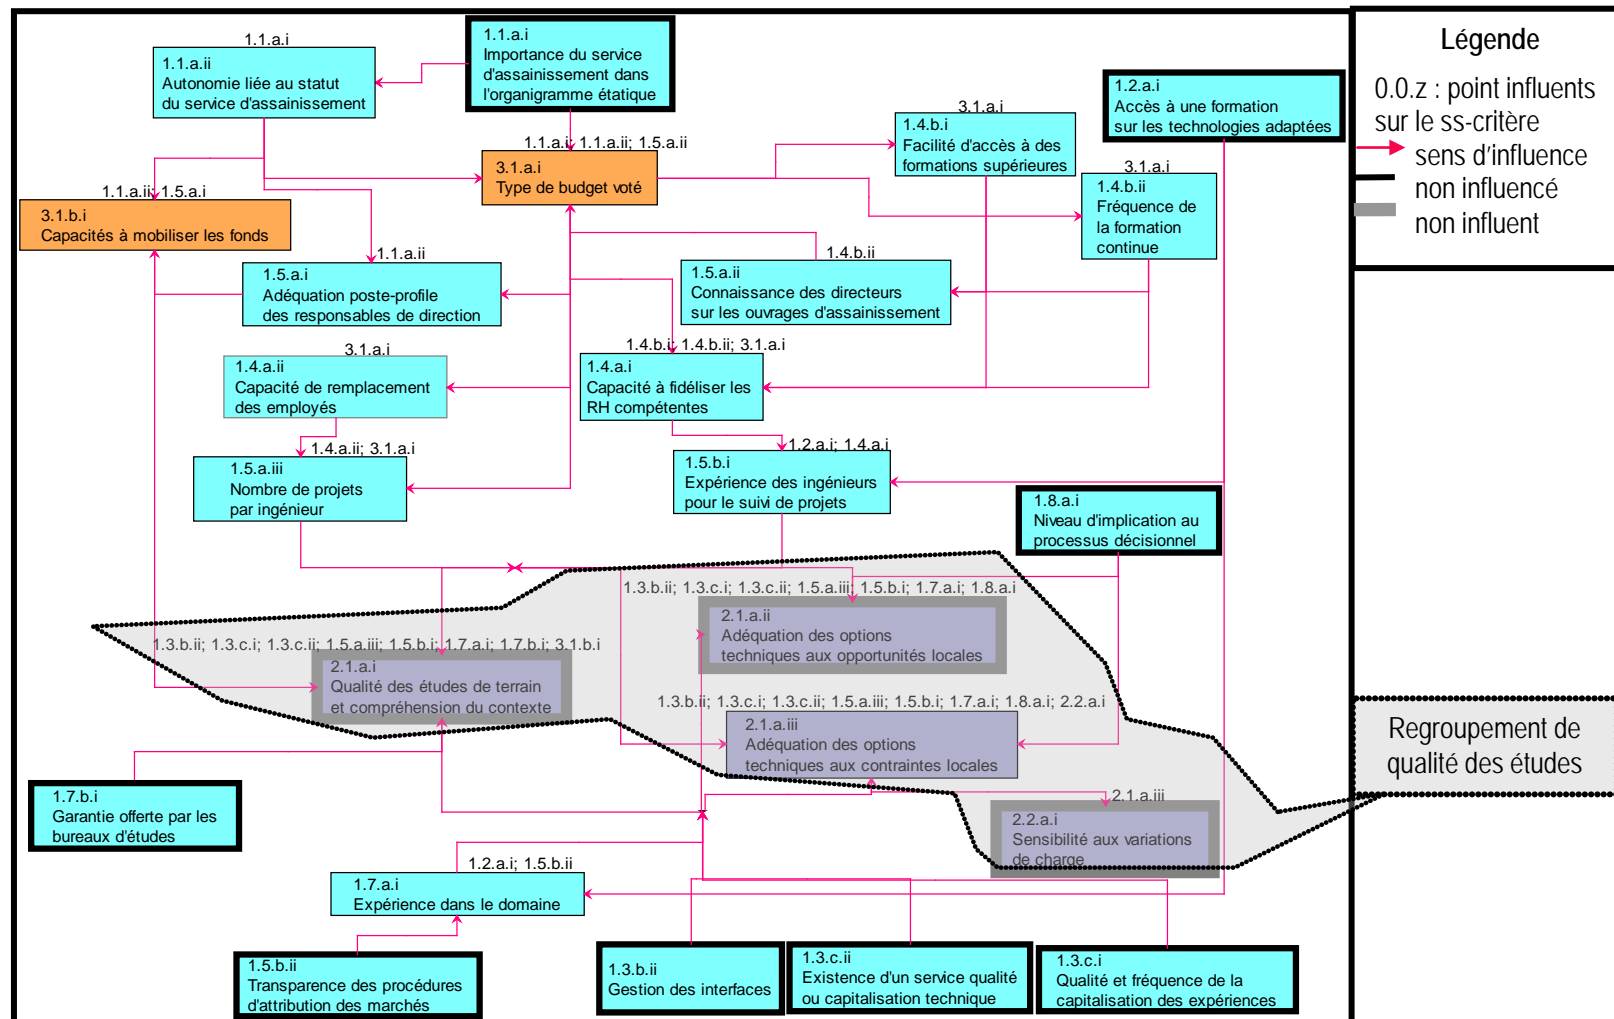 1.1.a.i
1.1.a.ii
Autonomie liée au statut
du service d'assainissement
1.1.a.i
Importance du service
d'assainissement dans
l'organigramme étatique
1.2.a.i
Accès à une formation
sur les technologies adaptées
Légende
0.0.z : point influents
sur le ss-critère
sens d'influence
non influencé
non influent
3.1.a.i
1.4.b.i
Facilité d'accès à des
formations supérieures
1.1.a.i; 1.1.a.ii; 1.5.a.ii
3.1.a.i
Type de budget voté
3.1.a.i
1.4.b.ii
Fréquence de
la formation
continue
1.1.a.ii; 1.5.a.i
3.1.b.i
Capacités à mobiliser les fonds
1.1.a.ii
1.5.a.i
Adéquation poste-profile
des responsables de direction
1.4.b.ii
1.5.a.ii
Connaissance des directeurs
sur les ouvrages d'assainissement
3.1.a.i
1.4.a.ii
Capacité de remplacement
des employés
1.4.b.i; 1.4.b.ii; 3.1.a.i
1.4.a.i
Capacité à fidéliser les
RH compétentes
1.4.a.ii; 3.1.a.i
1.5.a.iii
Nombre de projets
par ingénieur
1.2.a.i; 1.4.a.i
1.5.b.i
Expérience des ingénieurs
pour le suivi de projets
1.8.a.i
Niveau d'implication au
processus décisionnel
1.3.b.ii; 1.3.c.i; 1.3.c.ii; 1.5.a.iii; 1.5.b.i; 1.7.a.i; 1.8.a.i
2.1.a.ii
Adéquation des options
techniques aux opportunités locales
1.3.b.ii; 1.3.c.i; 1.3.c.ii; 1.5.a.iii; 1.5.b.i; 1.7.a.i; 1.7.b.i; 3.1.b.i
2.1.a.i
Qualité des études de terrain
et compréhension du contexte
1.3.b.ii; 1.3.c.i; 1.3.c.ii; 1.5.a.iii; 1.5.b.i; 1.7.a.i; 1.8.a.i; 2.2.a.i
2.1.a.iii
Adéquation des options
techniques aux contraintes locales
Regroupement de
qualité des études
1.7.b.i
Garantie offerte par les
bureaux d'études
2.1.a.iii
2.2.a.i
Sensibilité aux variations
de charge
1.2.a.i; 1.5.b.ii
1.7.a.i
Expérience dans le domaine
1.5.b.ii
Transparence des procédures
d'attribution des marchés
1.3.b.ii
Gestion des interfaces
1.3.c.ii
Existence d'un service qualité
ou capitalisation technique
1.3.c.i
Qualité et fréquence de la
capitalisation des expériences